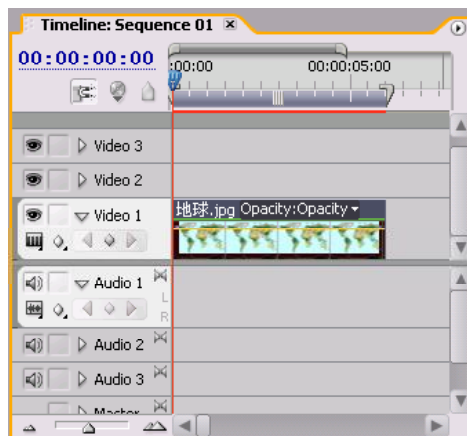 Timeline: Sequence 01
00:00:00:00
:00:00
00:00:05:00
Video 3
Video 2
Video 1
地球.jpg Opacity:Opacity
Audio 1
L
R
Audio 2
Audio 3
Master